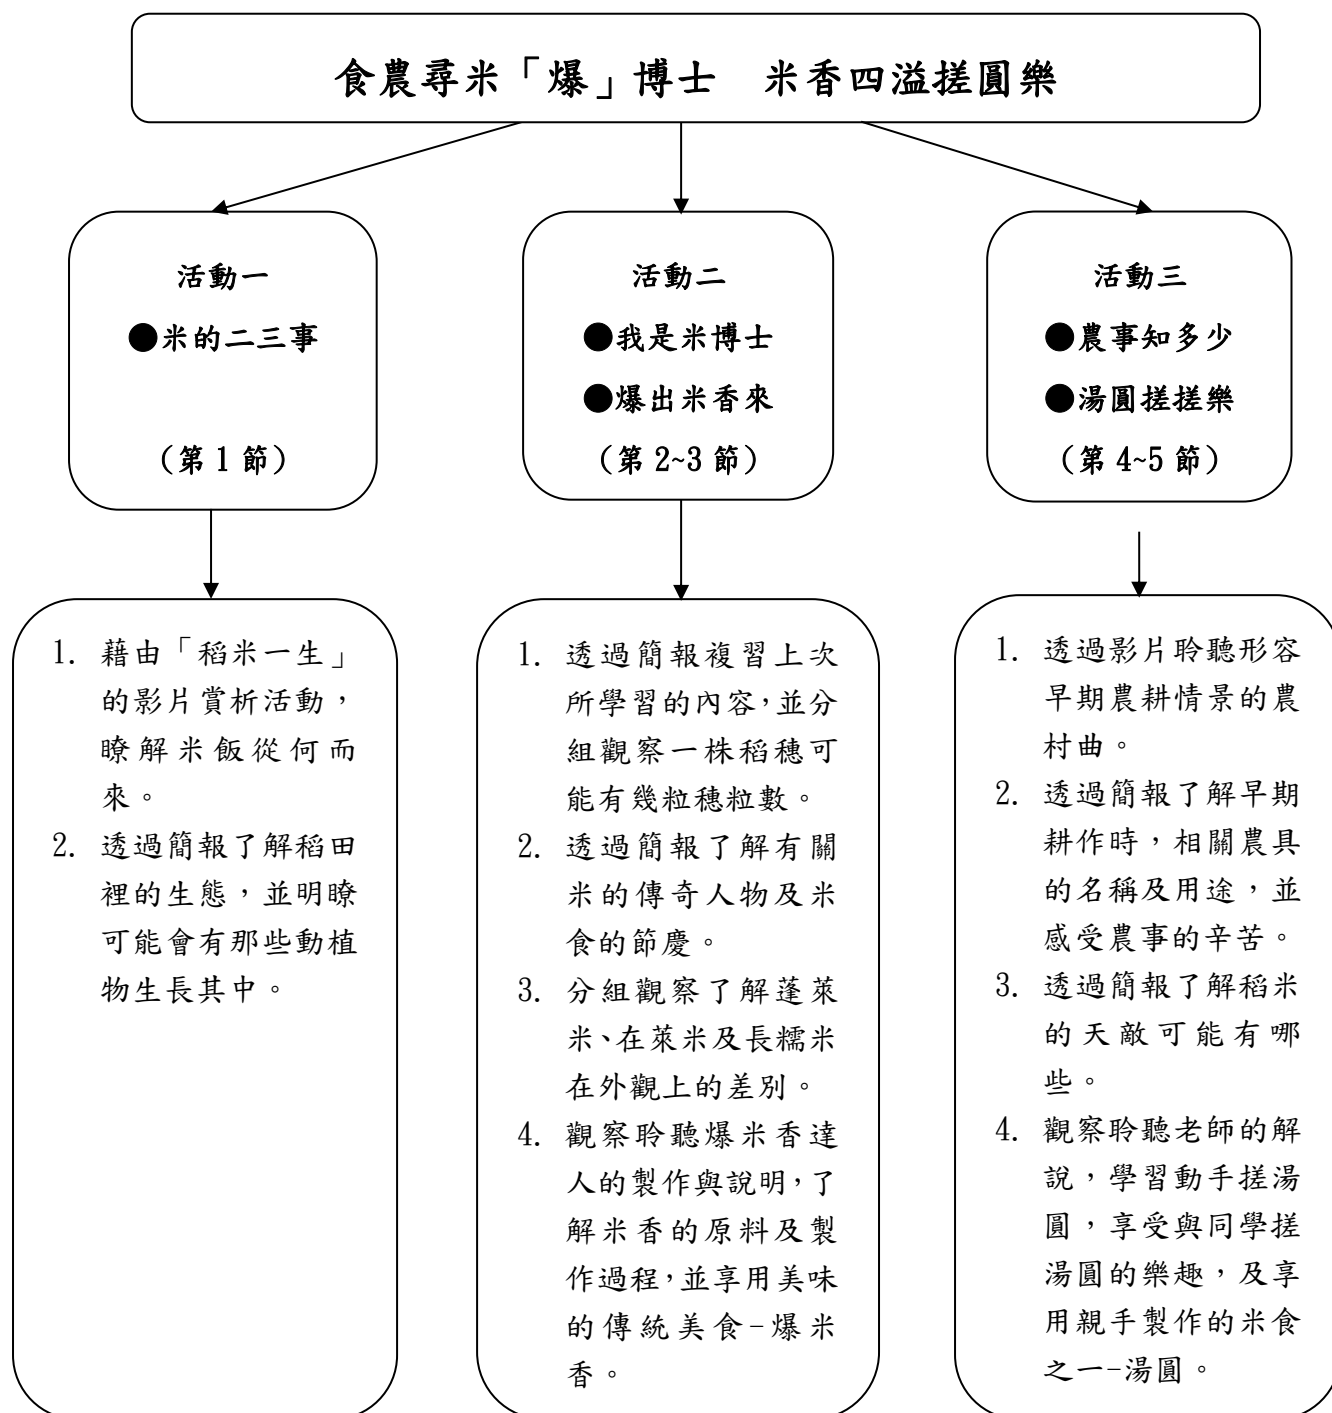 食農尋米「爆」博士　米香四溢搓圓樂
活動一
●米的二三事
（第 1 節）
活動二
●我是米博士
●爆出米香來
（第 2~3 節）
活動三
●農事知多少
●湯圓搓搓樂
（第 4~5 節）
1. 藉由「稻米一生」
的影片賞析活動，
瞭解米飯從何而
來。
2. 透過簡報了解稻田
裡的生態，並明瞭
可能會有那些動植
物生長其中。
1. 透過簡報複習上次
所學習的內容，並分
組觀察一株稻穗可
能有幾粒穗粒數。
2. 透過簡報了解有關
米的傳奇人物及米
食的節慶。
3. 分組觀察了解蓬萊
米、在萊米及長糯米
在外觀上的差別。
4. 觀察聆聽爆米香達
人的製作與說明，了
解米香的原料及製
作過程，並享用美味
的傳統美食-爆米
香。
1. 透過影片聆聽形容
早期農耕情景的農
村曲。
2. 透過簡報了解早期
耕作時，相關農具
的名稱及用途，並
感受農事的辛苦。
3. 透過簡報了解稻米
的天敵可能有哪
些。
4. 觀察聆聽老師的解
說，學習動手搓湯
圓，享受與同學搓
湯圓的樂趣，及享
用親手製作的米食
之一-湯圓。